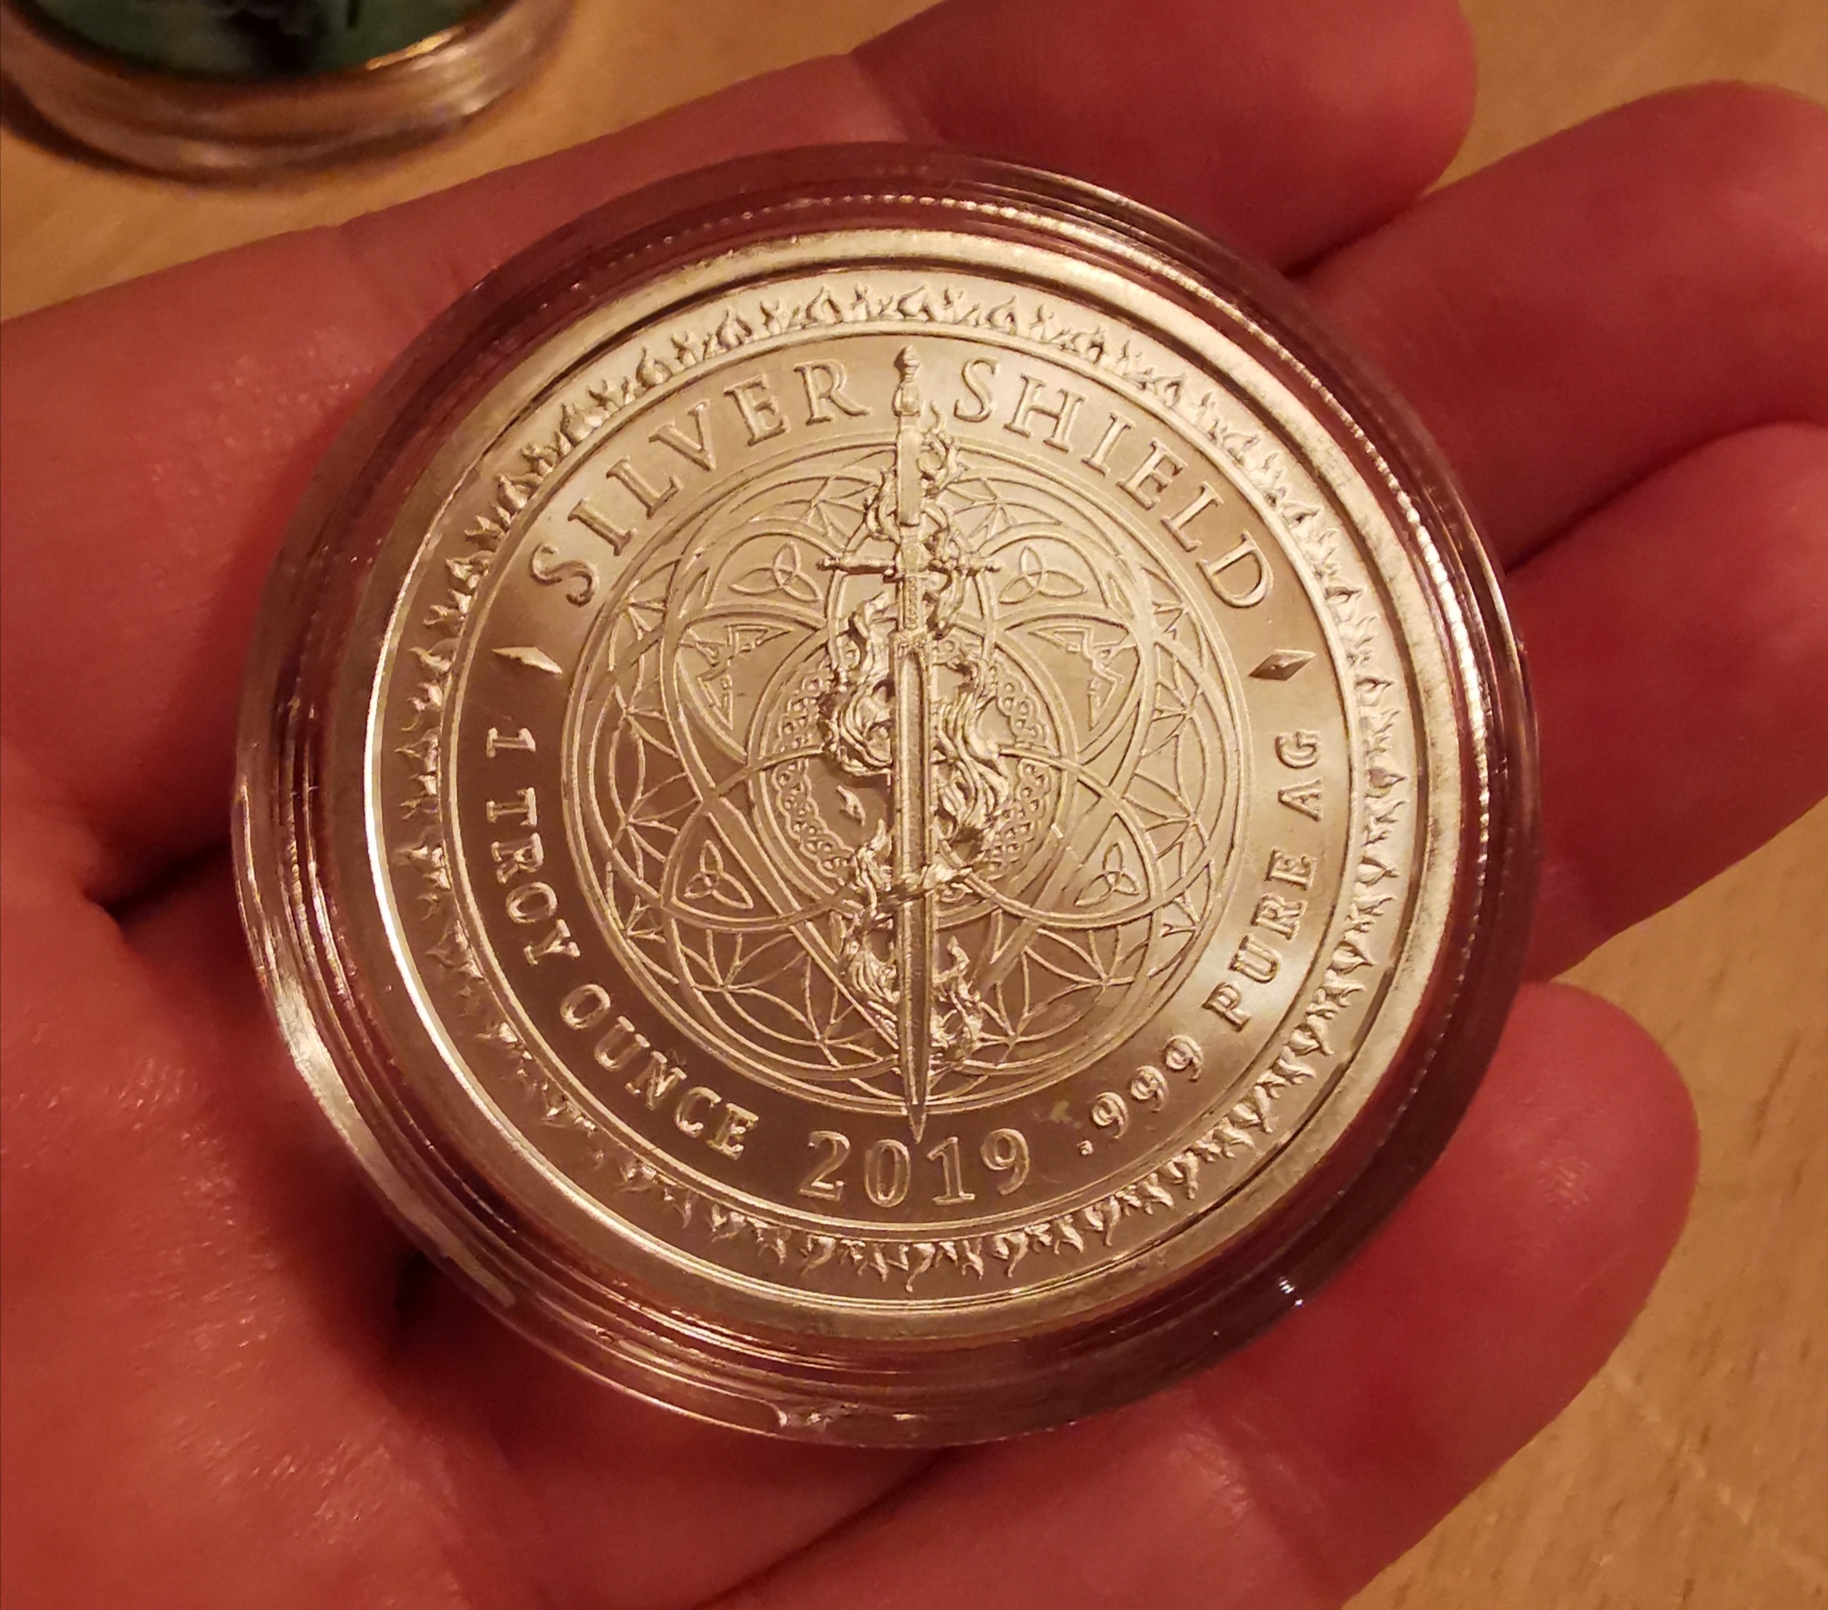 SILVER SHIELD
1 TROY OUNCE 2019 .999 PURE AG